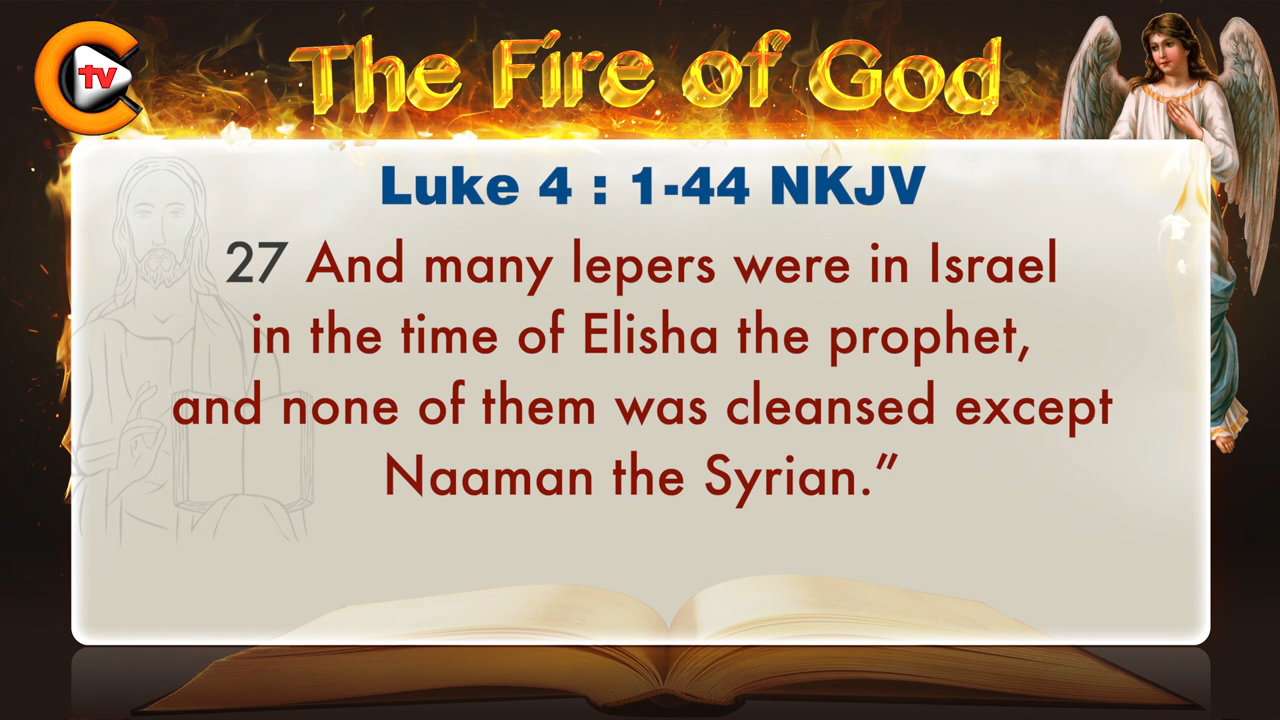 tv
The Fire of God
Luke 4 : 1-44 NKJV
27 And many lepers were in Israel
in the time of Elisha the prophet,
and none of them was cleansed except
Naaman the Syrian.”